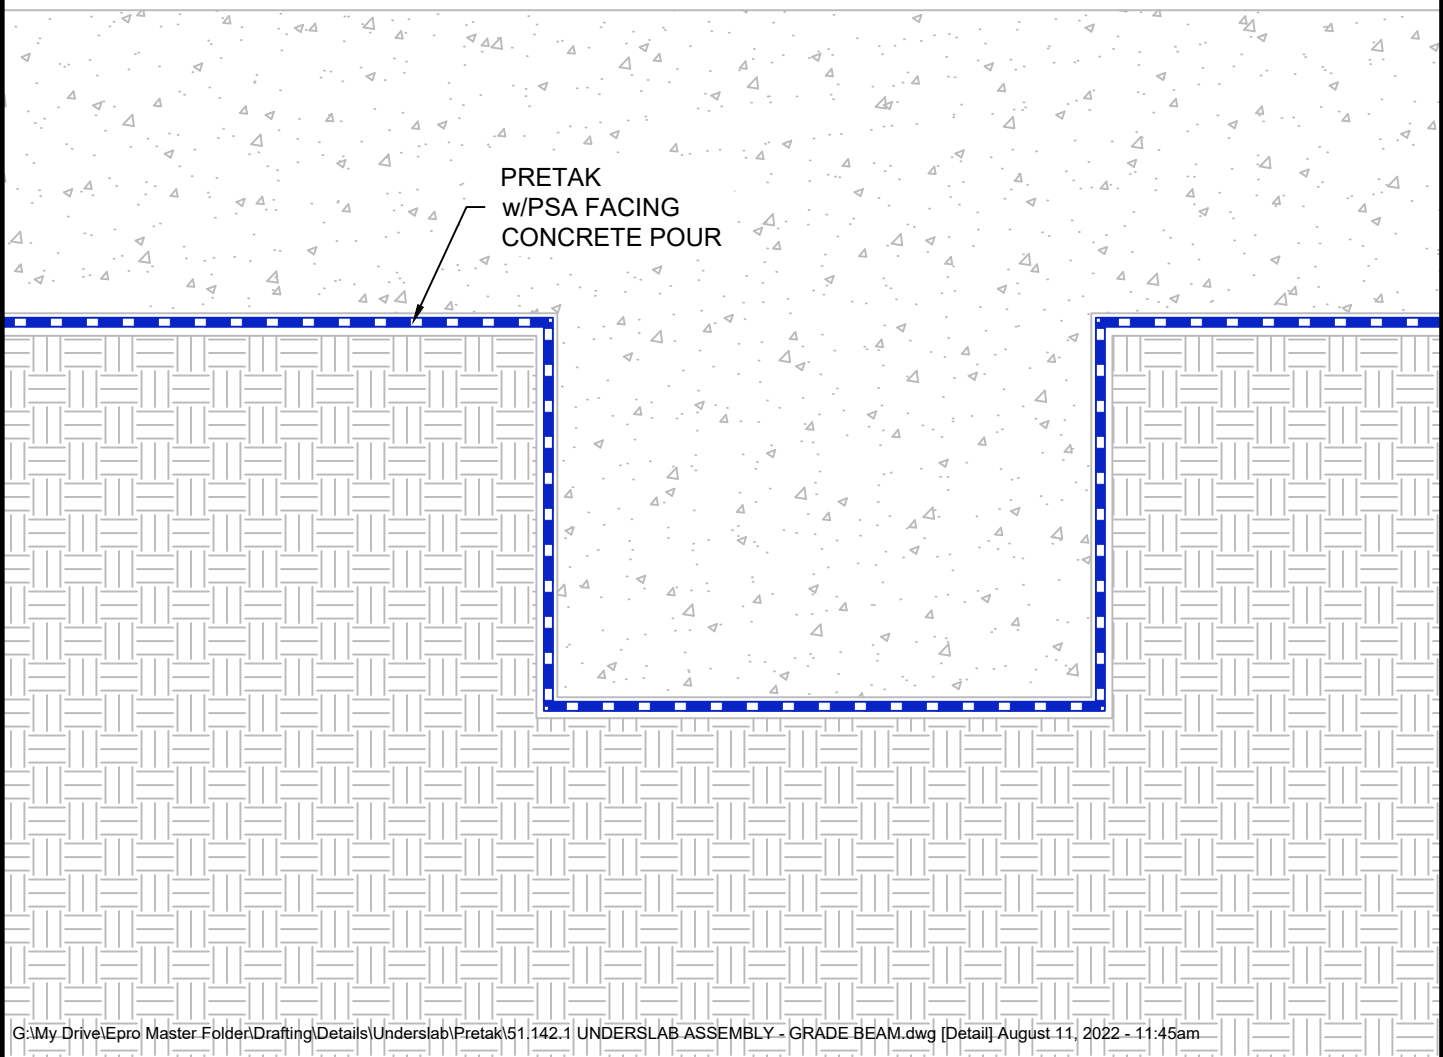 PRETAK
w/PSA FACING
CONCRETE POUR
G:\My Drive\Epro Master Folder\Drafting\Details\Underslab\Pretak\51.142.1 UNDERSLAB ASSEMBLY - GRADE BEAM.dwg [Detail] August 11, 2022 - 11:45am